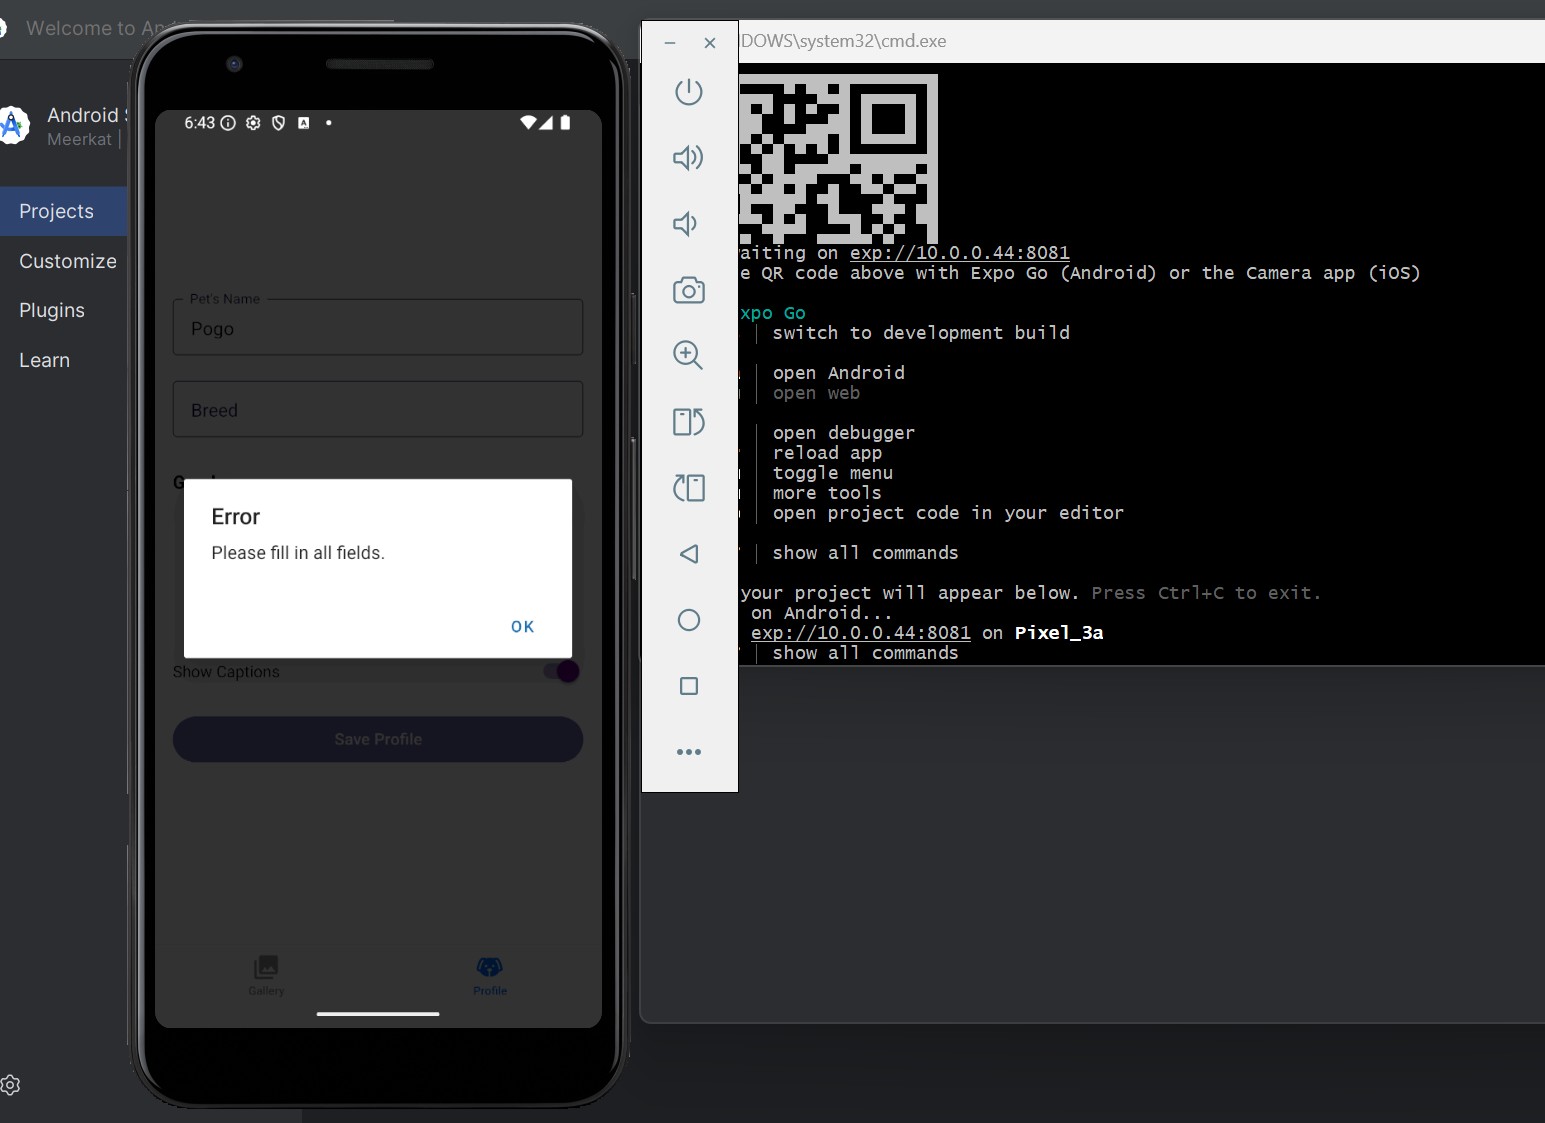 Welcome to An
Android S
Meerkat |
Projects
Customize
Plugins
Learn
6:43
Pet's Name
Pogo
Breed
Error
Please fill in all fields.
OK
Show Captions
Save Profile
Gallery
Profile
DOWS\system32\cmd.exe
aiting on exp://10.0.0.44:8081
e QR code above with Expo Go (Android) or the Camera app (iOS)
xpo Go
│ switch to development build
│ open Android
│ open web
│ open debugger
│ reload app
│ toggle menu
│ more tools
│ open project code in your editor
│ show all commands
your project will appear below. Press Ctrl+C to exit.
on Android...
exp://10.0.0.44:8081 on Pixel_3a
│ show all commands